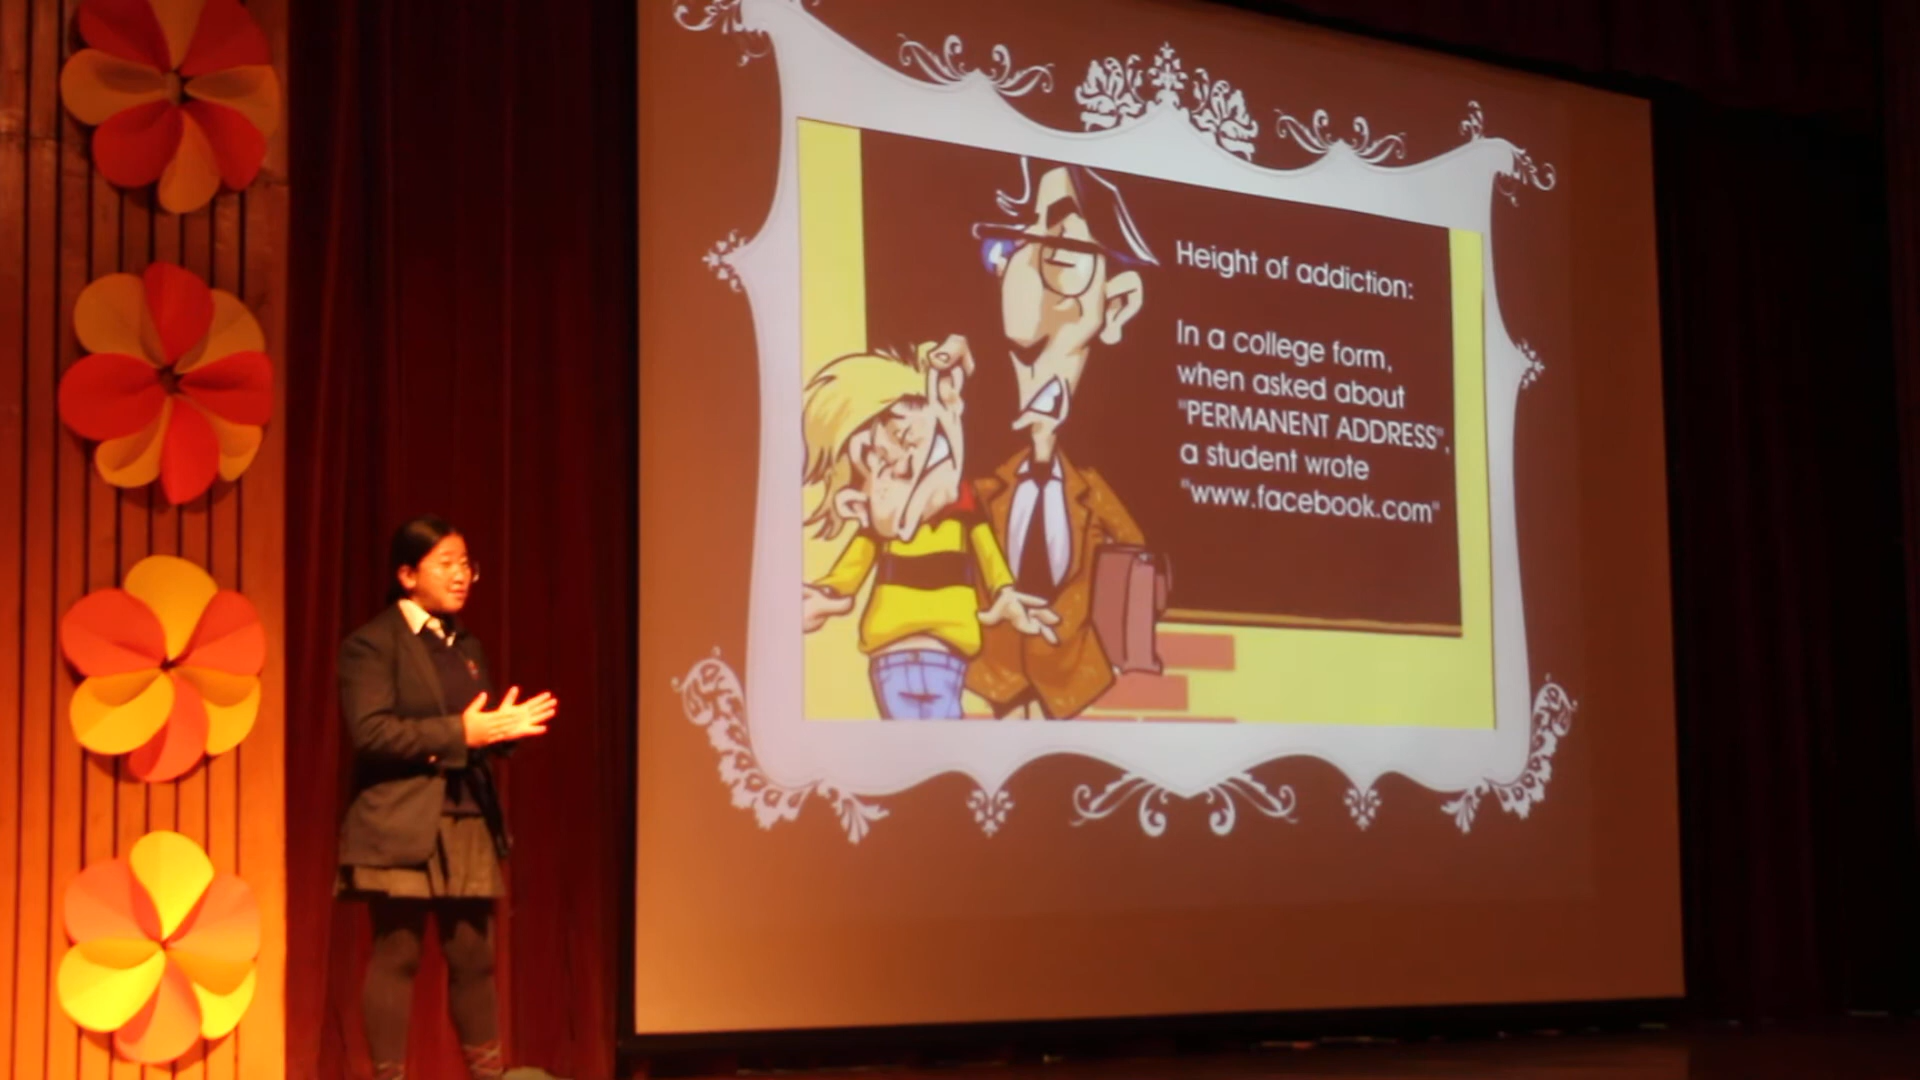 Height of addiction:
In a college form,
when asked about
"PERMANENT ADDRESS",
a student wrote
"www.facebook.com"